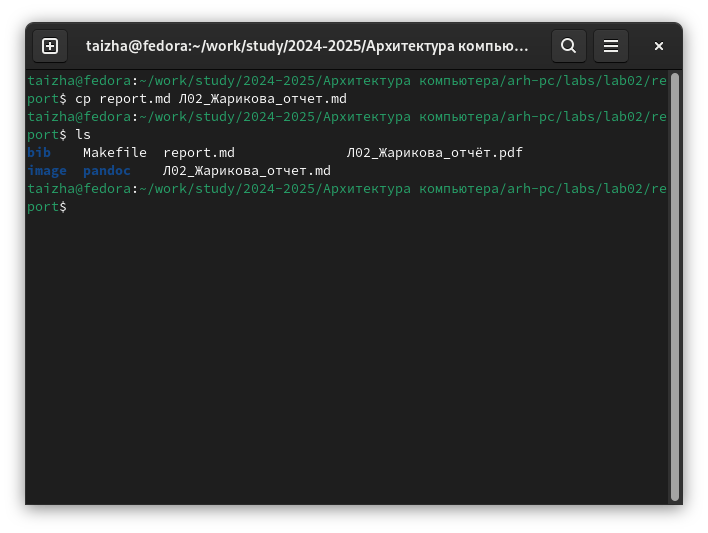 taizha@fedora:~/work/study/2024-2025/Архитектура компью...
taizha@fedora:~/work/study/2024-2025/Архитектура компьютера/arh-pc/labs/lab02/re
port$ cp report.md Л02_Жарикова_отчет.md
taizha@fedora:~/work/study/2024-2025/Архитектура компьютера/arh-pc/labs/lab02/re
port$ ls
bib    Makefile  report.md              Л02_Жарикова_отчёт.pdf
image  pandoc    Л02_Жарикова_отчет.md
taizha@fedora:~/work/study/2024-2025/Архитектура компьютера/arh-pc/labs/lab02/re
port$